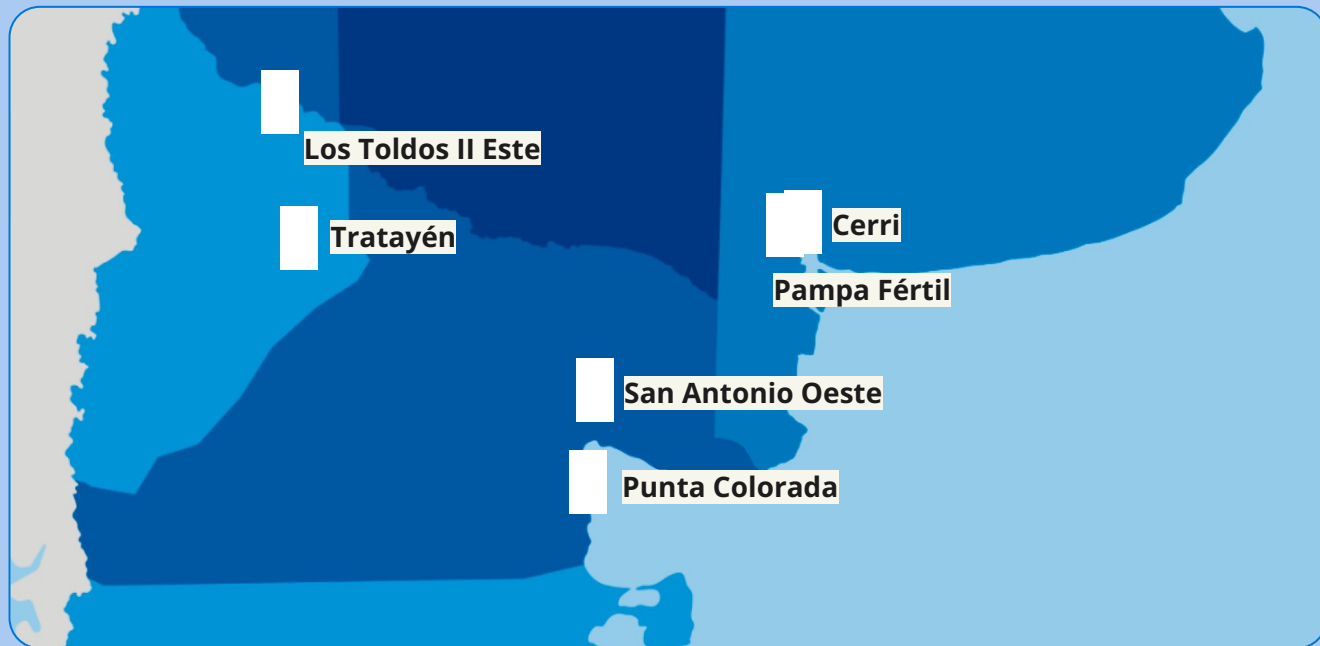 Los Toldos II Este
Tratayén
Cerri
Pampa Fértil
San Antonio Oeste
Punta Colorada